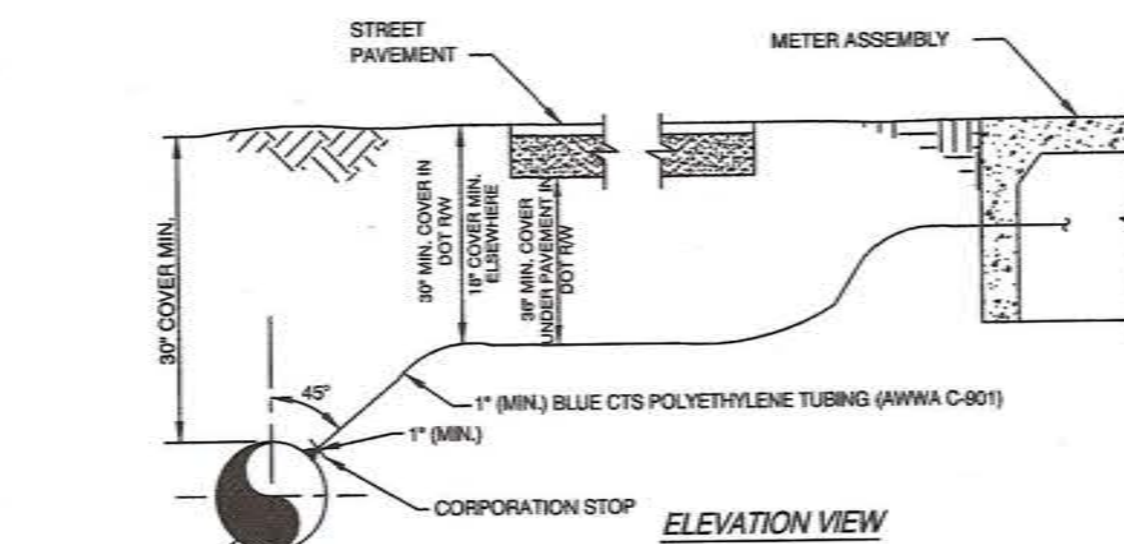 STREET
PAVEMENT
METER ASSEMBLY
30" COVER MIN.
30" MIN. COVER IN
DOT R/W
18" COVER MIN.
ELSEWHERE
36" MIN. COVER
UNDER PAVEMENT IN
DOT R/W
45°
1" (MIN.) BLUE CTS POLYETHYLENE TUBING (AWWA C-901)
1" (MIN.)
CORPORATION STOP
ELEVATION VIEW